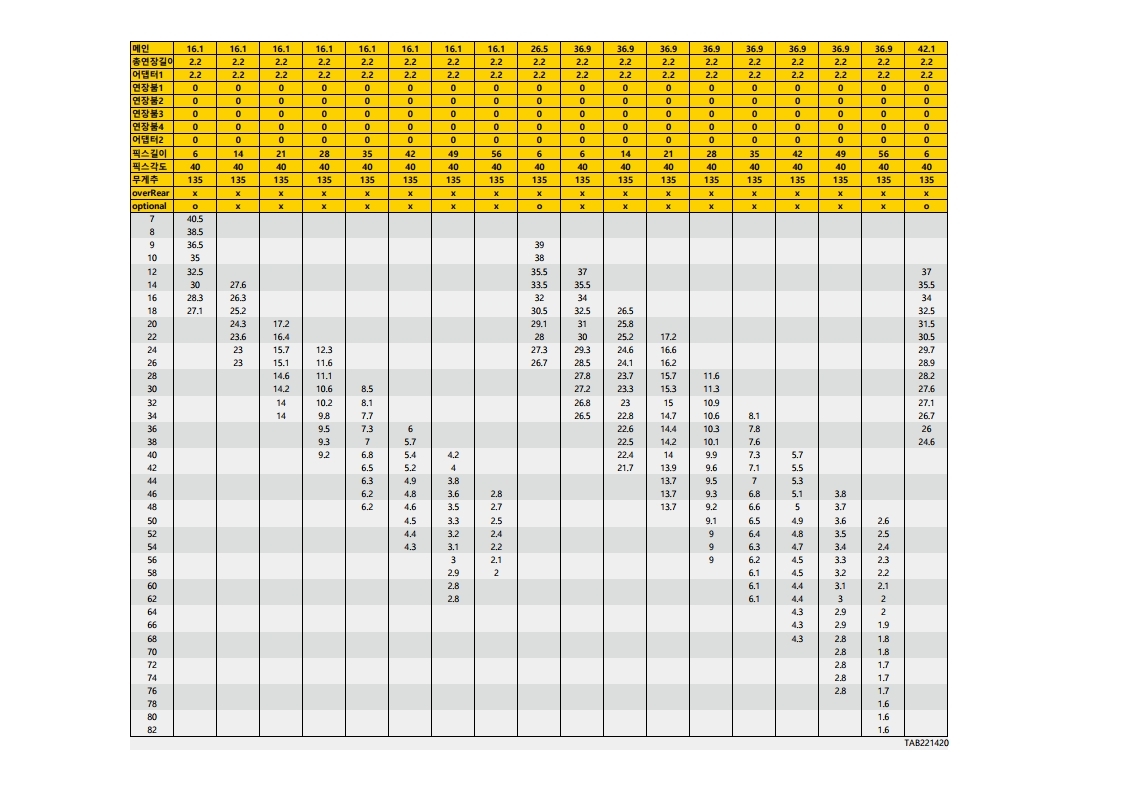 메인 16.1 16.1 16.1 16.1 16.1 16.1 16.1 16.1 26.5 36.9 36.9 36.9 36.9 36.9 36.9 36.9 36.9 42.1
총연장길이 2.2 2.2 2.2 2.2 2.2 2.2 2.2 2.2 2.2 2.2 2.2 2.2 2.2 2.2 2.2 2.2 2.2 2.2
어댑터1 2.2 2.2 2.2 2.2 2.2 2.2 2.2 2.2 2.2 2.2 2.2 2.2 2.2 2.2 2.2 2.2 2.2 2.2
연장붐1 0 0 0 0 0 0 0 0 0 0 0 0 0 0 0 0 0 0
연장붐2 0 0 0 0 0 0 0 0 0 0 0 0 0 0 0 0 0 0
연장붐3 0 0 0 0 0 0 0 0 0 0 0 0 0 0 0 0 0 0
연장붐4 0 0 0 0 0 0 0 0 0 0 0 0 0 0 0 0 0 0
어댑터2 0 0 0 0 0 0 0 0 0 0 0 0 0 0 0 0 0 0
픽스길이 6 14 21 28 35 42 49 56 6 6 14 21 28 35 42 49 56 6
픽스각도 40 40 40 40 40 40 40 40 40 40 40 40 40 40 40 40 40 40
무게추 135 135 135 135 135 135 135 135 135 135 135 135 135 135 135 135 135 135
overRear x x x x x x x x x x x x x x x x x x
optional o x x x x x x x o x x x x x x x x o
7 40.5
8 38.5
9 36.5 39
10 35 38
12 32.5 35.5 37 37
14 30 27.6 33.5 35.5 35.5
16 28.3 26.3 32 34 34
18 27.1 25.2 30.5 32.5 26.5 32.5
20 24.3 17.2 29.1 31 25.8 31.5
22 23.6 16.4 28 30 25.2 17.2 30.5
24 23 15.7 12.3 27.3 29.3 24.6 16.6 29.7
26 23 15.1 11.6 26.7 28.5 24.1 16.2 28.9
28 14.6 11.1 27.8 23.7 15.7 11.6 28.2
30 14.2 10.6 8.5 27.2 23.3 15.3 11.3 27.6
32 14 10.2 8.1 26.8 23 15 10.9 27.1
34 14 9.8 7.7 26.5 22.8 14.7 10.6 8.1 26.7
36 9.5 7.3 6 22.6 14.4 10.3 7.8 26
38 9.3 7 5.7 22.5 14.2 10.1 7.6 24.6
40 9.2 6.8 5.4 4.2 22.4 14 9.9 7.3 5.7
42 6.5 5.2 4 21.7 13.9 9.6 7.1 5.5
44 6.3 4.9 3.8 13.7 9.5 7 5.3
46 6.2 4.8 3.6 2.8 13.7 9.3 6.8 5.1 3.8
48 6.2 4.6 3.5 2.7 13.7 9.2 6.6 5 3.7
50 4.5 3.3 2.5 9.1 6.5 4.9 3.6 2.6
52 4.4 3.2 2.4 9 6.4 4.8 3.5 2.5
54 4.3 3.1 2.2 9 6.3 4.7 3.4 2.4
56 3 2.1 9 6.2 4.5 3.3 2.3
58 2.9 2 6.1 4.5 3.2 2.2
60 2.8 6.1 4.4 3.1 2.1
62 2.8 6.1 4.4 3 2
64 4.3 2.9 2
66 4.3 2.9 1.9
68 4.3 2.8 1.8
70 2.8 1.8
72 2.8 1.7
74 2.8 1.7
76 2.8 1.7
78 1.6
80 1.6
82 1.6
TAB221420